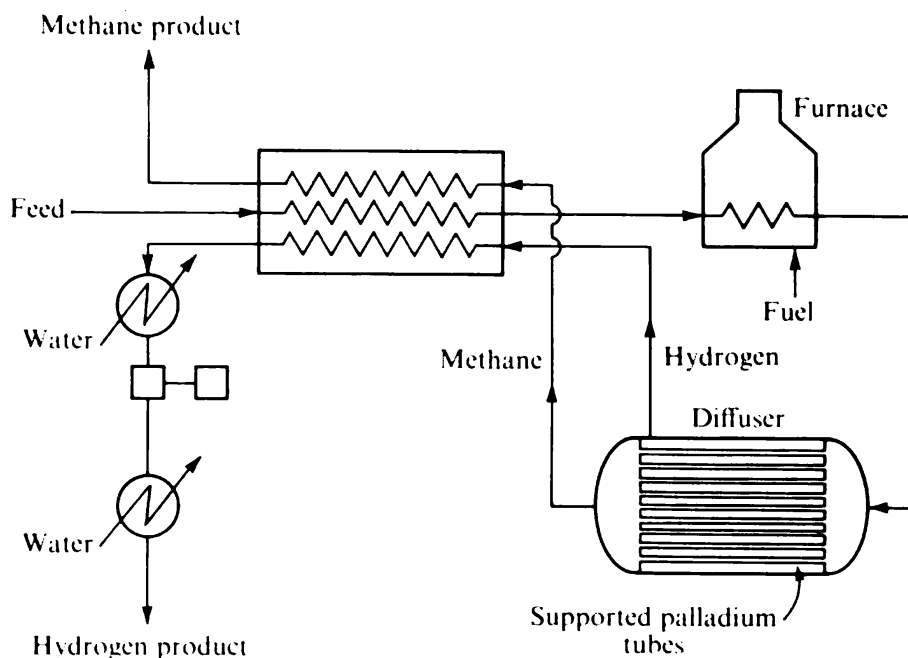 Methane product
Furnace
Feed
Water
Fuel
Methane
Hydrogen
Diffuser
Water
Supported palladium
tubes
Hydrogen product